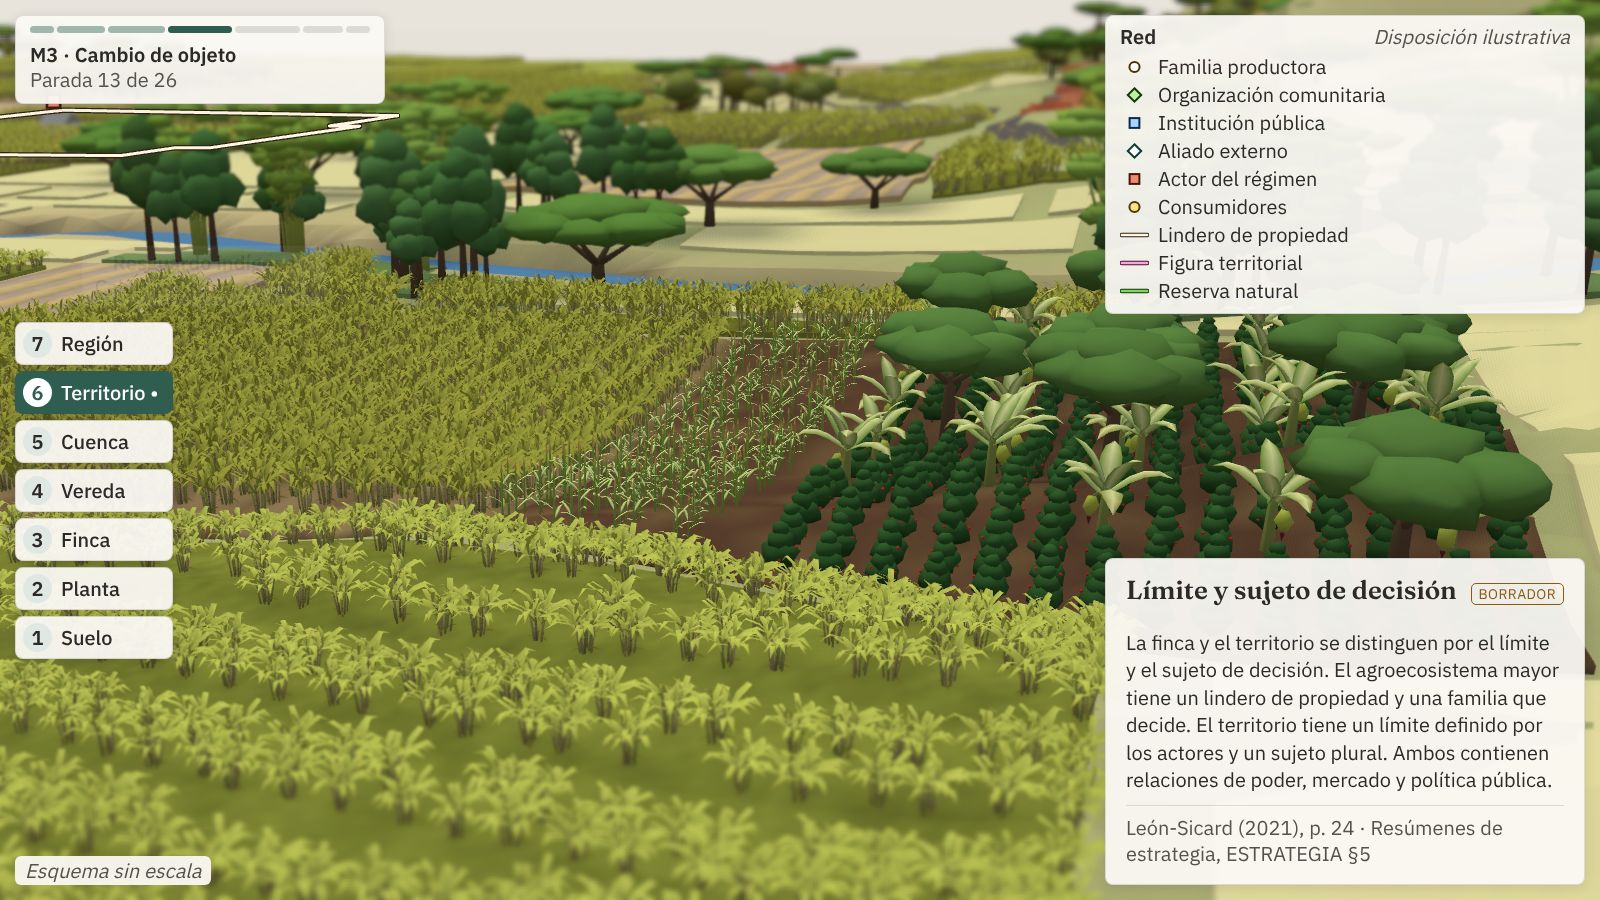 M3 · Cambio de objeto
Parada 13 de 26
Red
Disposición ilustrativa
Familia productora
Organización comunitaria
Institución pública
Aliado externo
Actor del régimen
Consumidores
Lindero de propiedad
Figura territorial
Reserva natural
7 Región
6 Territorio •
5 Cuenca
4 Vereda
3 Finca
2 Planta
1 Suelo
Límite y sujeto de decisión
BORRADOR
La finca y el territorio se distinguen por el límite
y el sujeto de decisión. El agroecosistema mayor
tiene un lindero de propiedad y una familia que
decide. El territorio tiene un límite definido por
los actores y un sujeto plural. Ambos contienen
relaciones de poder, mercado y política pública.
León-Sicard (2021), p. 24 · Resúmenes de
estrategia, ESTRATEGIA §5
Esquema sin escala